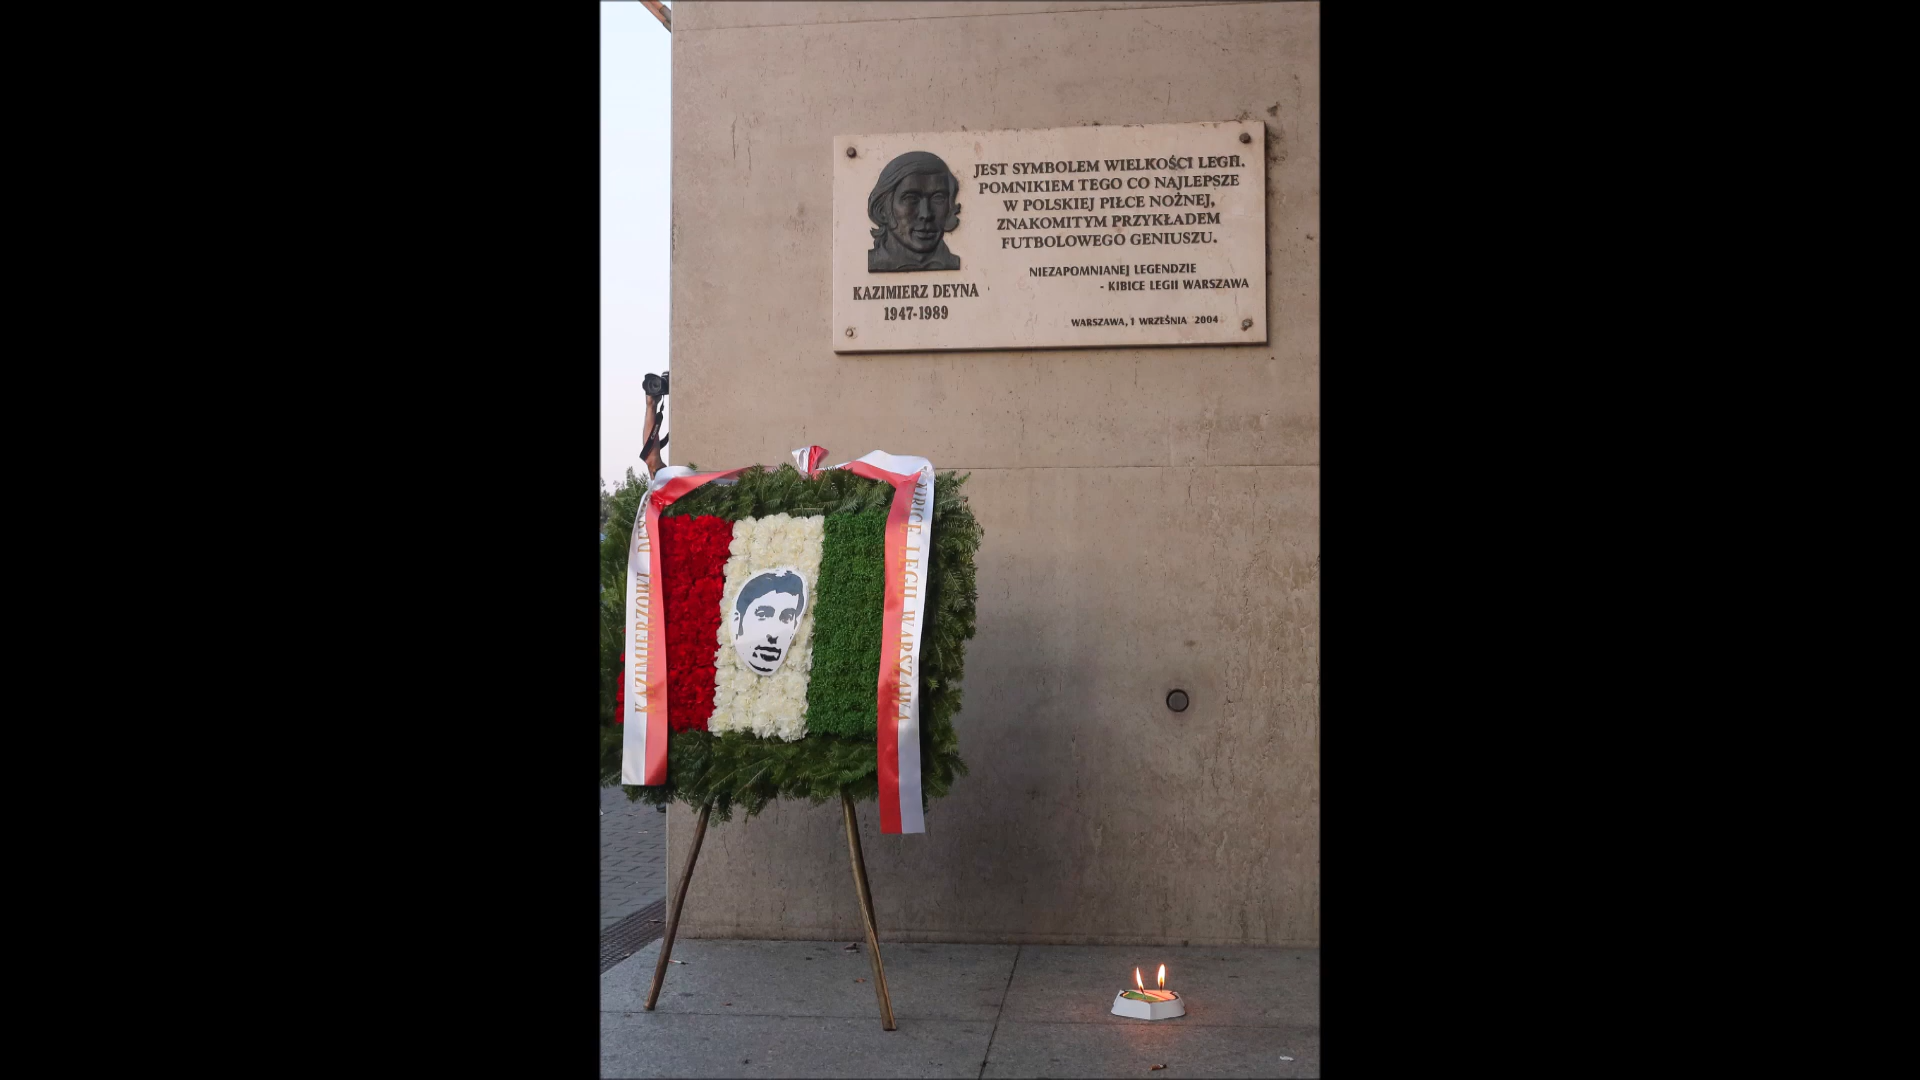 JEST SYMBOLEM WIELKOŚCI LEGII.
POMNIKIEM TEGO CO NAJLEPSZE
W POLSKIEJ PIŁCE NOŻNEJ,
ZNAKOMITYM PRZYKŁADEM
FUTBOLOWEGO GENIUSZU.
NIEZAPOMNIANEJ LEGENDZIE
- KIBICE LEGII WARSZAWA
KAZIMIERZ DEYNA
1947-1989
WARSZAWA, 1 WRZEŚNIA 2004
KAZIMIERZOWI
KIBICE LEGII WARSZAWA